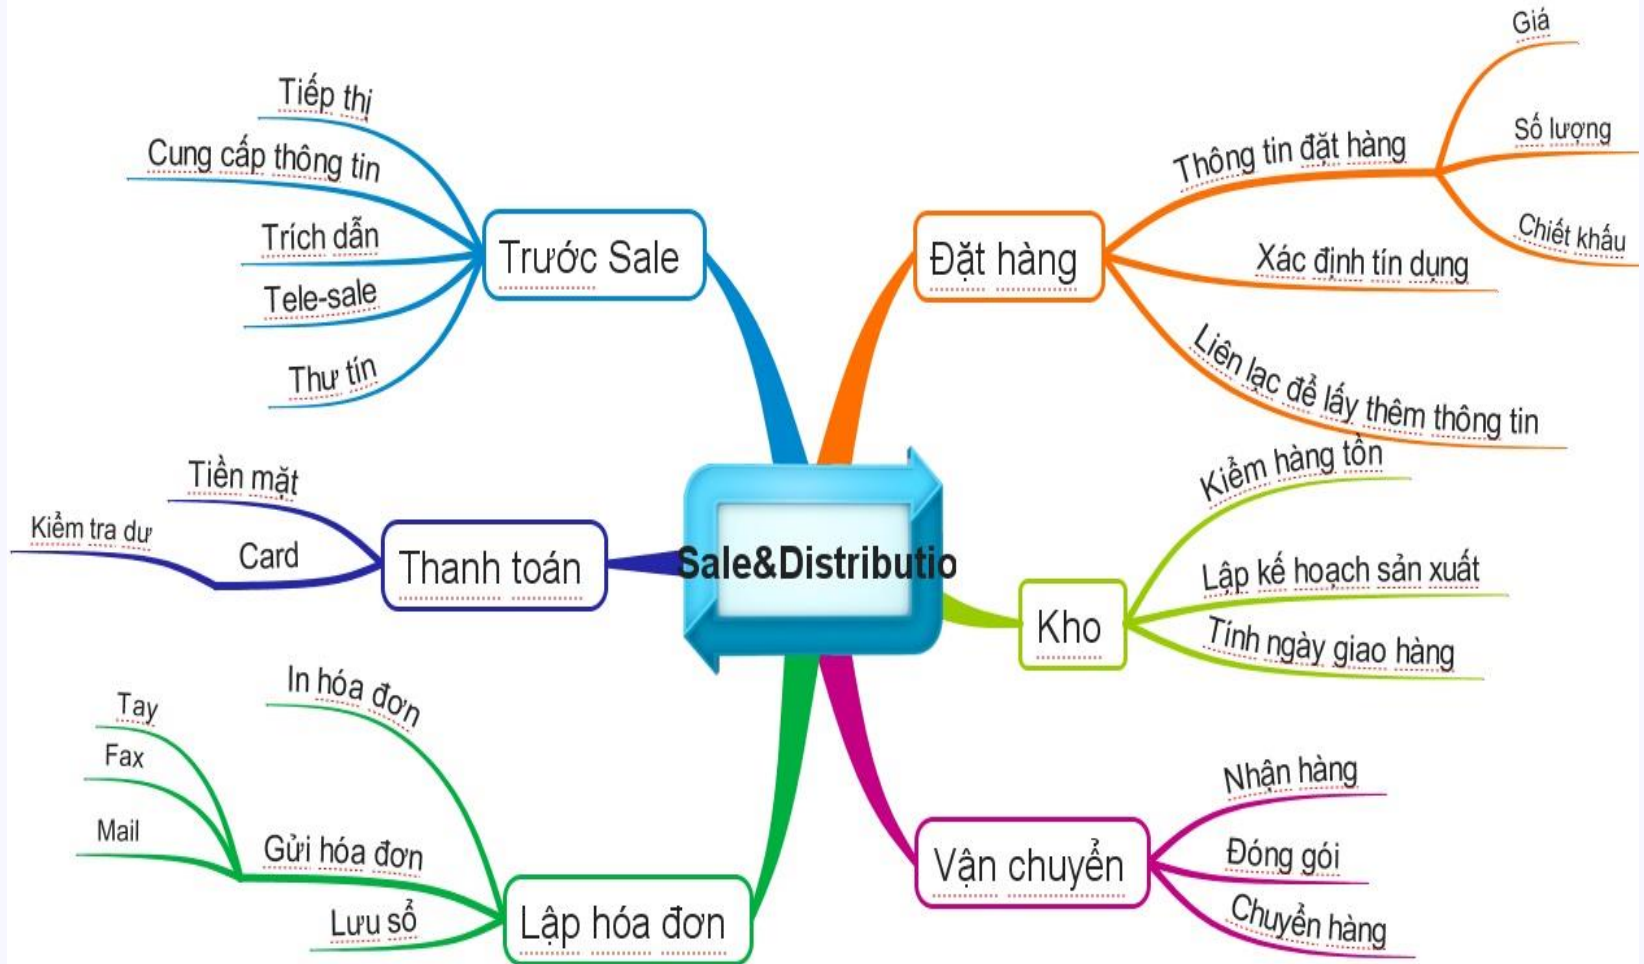 Tiếp thị
Cung cấp thông tin
Trích dẫn
Tele-sale
Thư tín
Trước Sale
Đặt hàng
Thông tin đặt hàng
Giá
Số lượng
Chiết khấu
Xác định tín dụng
Liên lạc để lấy thêm thông tin
Tiền mặt
Kiểm tra dư
Card
Thanh toán
Sale&Distributio
Kho
Kiểm hàng tồn
Lập kế hoạch sản xuất
Tính ngày giao hàng
In hóa đơn
Tay
Fax
Mail
Gửi hóa đơn
Lưu sổ
Lập hóa đơn
Vận chuyển
Nhận hàng
Đóng gói
Chuyển hàng